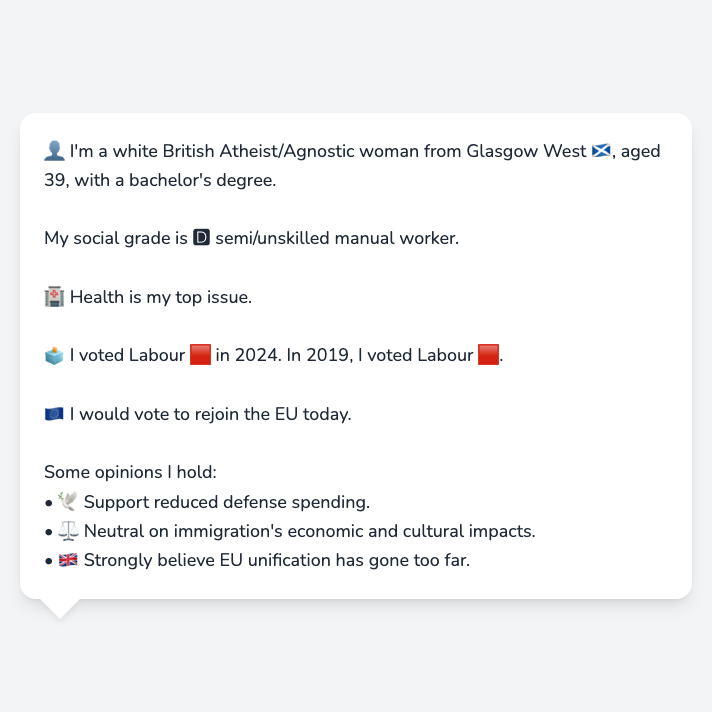 👤 I'm a white British Atheist/Agnostic woman from Glasgow West 🏴󠁧󠁢󠁳󠁣󠁴󠁿, aged
39, with a bachelor's degree.
My social grade is 🅳 semi/unskilled manual worker.
🏥 Health is my top issue.
🗳️ I voted Labour 🟥 in 2024. In 2019, I voted Labour 🟥.
🇪🇺 I would vote to rejoin the EU today.
Some opinions I hold:
• 🕊️ Support reduced defense spending.
• ⚖️ Neutral on immigration's economic and cultural impacts.
• 🇬🇧 Strongly believe EU unification has gone too far.